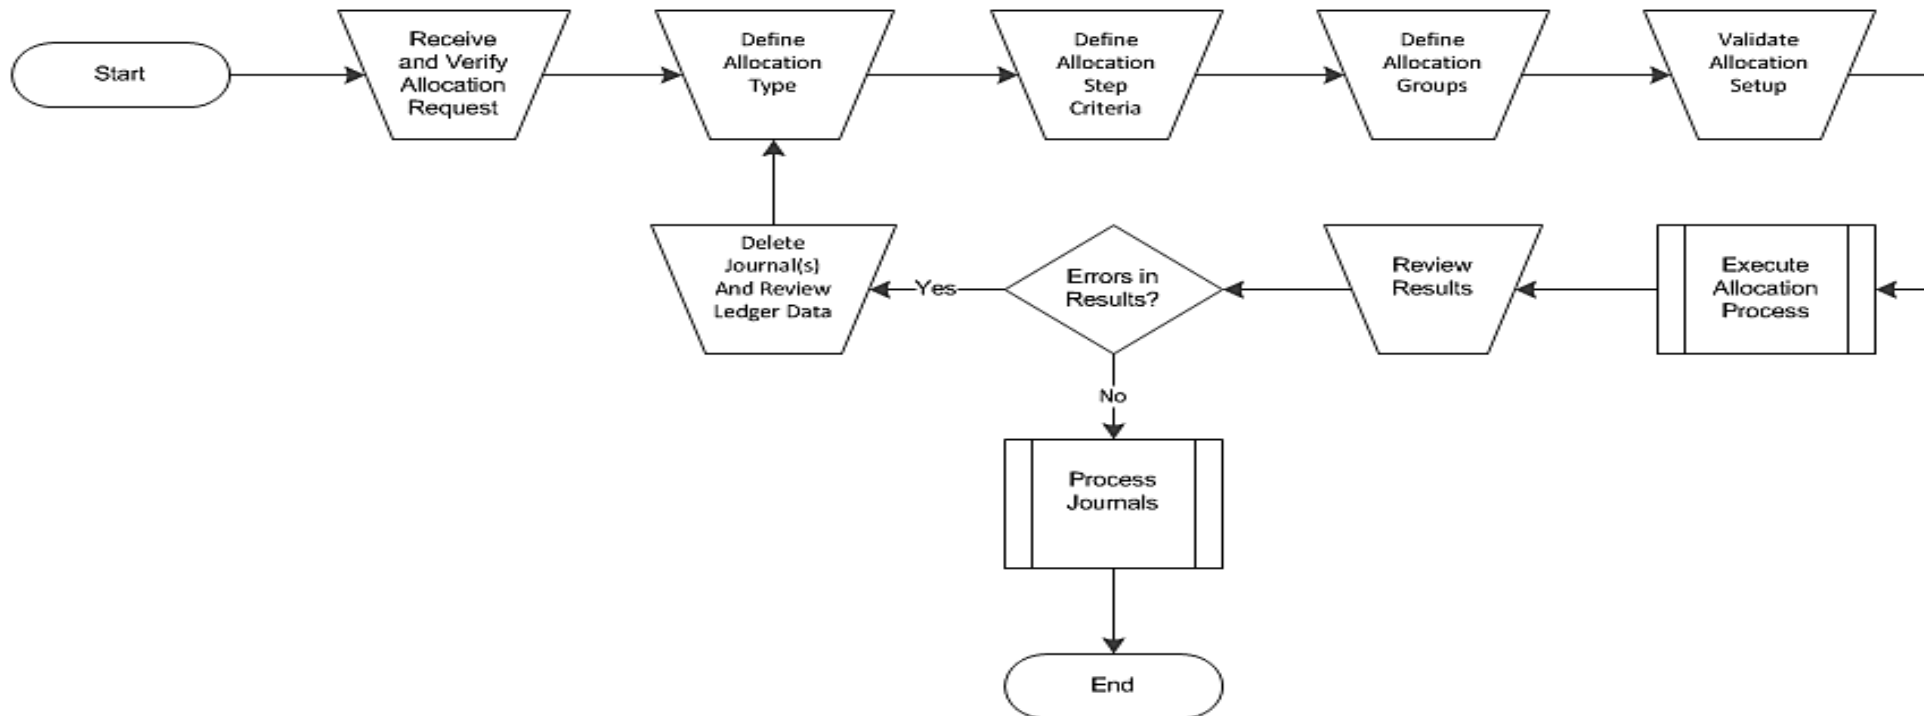 Start
Receive
and Verify
Allocation
Request
Define
Allocation
Type
Define
Allocation
Step
Criteria
Define
Allocation
Groups
Validate
Allocation
Setup
Delete
Journal(s)
And Review
Ledger Data
Yes
Errors in
Results?
Review
Results
Execute
Allocation
Process
No
Process
Journals
End